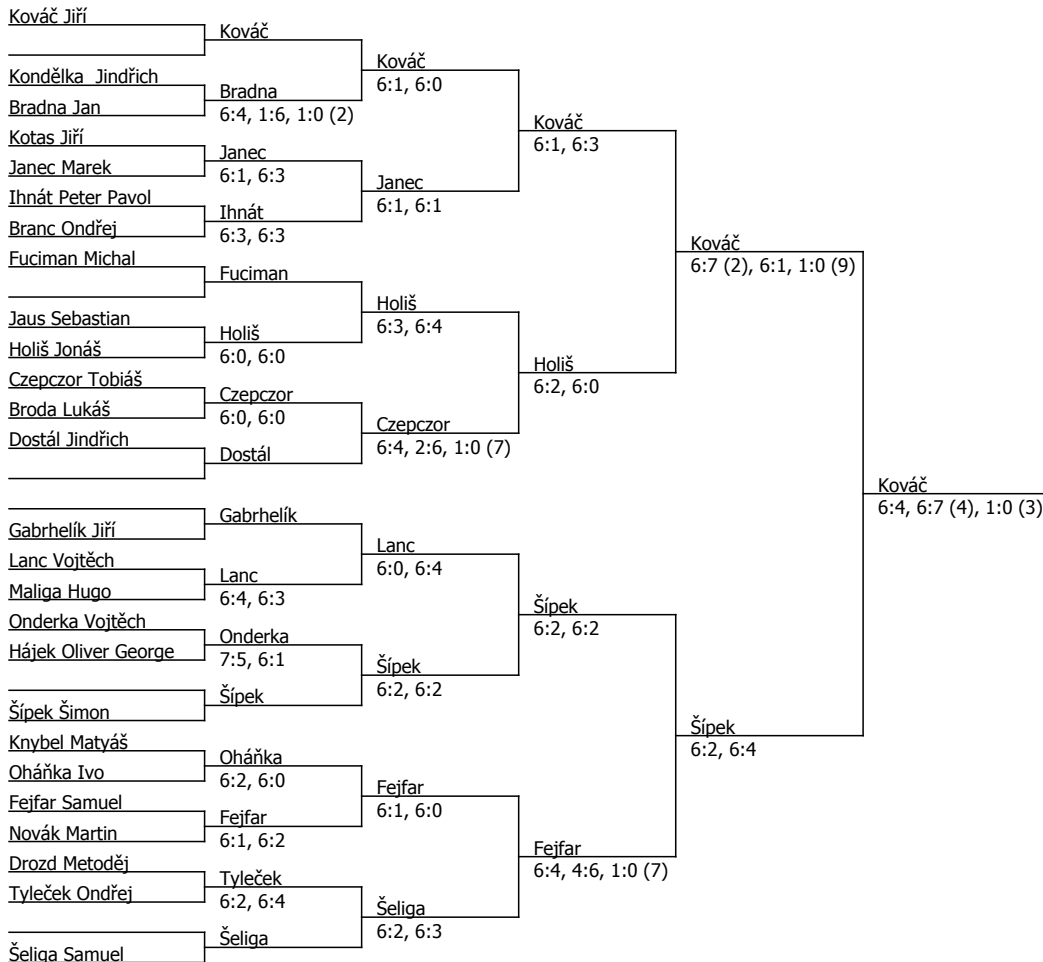 Kováč Jiří
Kondělka  Jindřich
Bradna Jan
Kotas Jiří
Janec Marek
Ihnát Peter Pavol
Branc Ondřej
Fuciman Michal
Jaus Sebastian
Holiš Jonáš
Czepczor Tobiáš
Broda Lukáš
Dostál Jindřich
Gabrhelík Jiří
Lanc Vojtěch
Maliga Hugo
Onderka Vojtěch
Hájek Oliver George
Šípek Šimon
Knybel Matyáš
Oháňka Ivo
Fejfar Samuel
Novák Martin
Drozd Metoděj
Tyleček Ondřej
Šeliga Samuel
Kováč
Bradna
6:4, 1:6, 1:0 (2)
Janec
6:1, 6:3
Ihnát
6:3, 6:3
Fuciman
Holiš
6:0, 6:0
Czepczor
6:0, 6:0
Dostál
Gabrhelík
Lanc
6:4, 6:3
Onderka
7:5, 6:1
Šípek
Oháňka
6:2, 6:0
Fejfar
6:1, 6:2
Tyleček
6:2, 6:4
Šeliga
Kováč
6:1, 6:0
Janec
6:1, 6:1
Holiš
6:3, 6:4
Czepczor
6:4, 2:6, 1:0 (7)
Lanc
6:0, 6:4
Šípek
6:2, 6:2
Fejfar
6:1, 6:0
Šeliga
6:2, 6:3
Kováč
6:1, 6:3
Holiš
6:2, 6:0
Šípek
6:2, 6:2
Fejfar
6:4, 4:6, 1:0 (7)
Kováč
6:7 (2), 6:1, 1:0 (9)
Šípek
6:2, 6:4
Kováč
6:4, 6:7 (4), 1:0 (3)